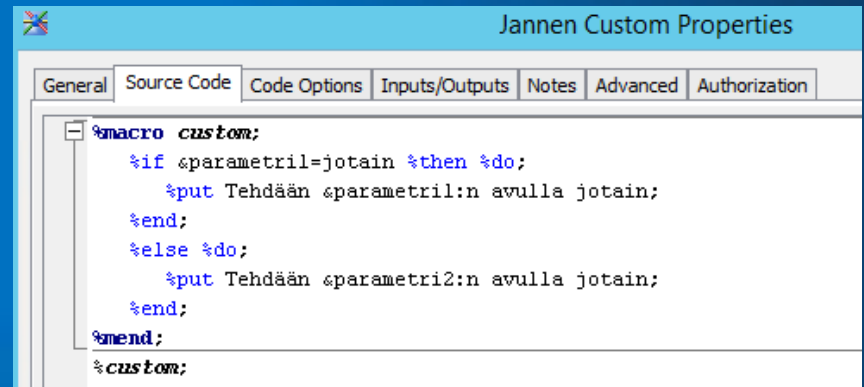 Jannen Custom Properties
General Source Code Code Options Inputs/Outputs Notes Advanced Authorization
%macro custom;
%if &parametri1=jotain %then %do;
%put Tehdään &parametri1:n avulla jotain;
%end;
%else %do;
%put Tehdään &parametri2:n avulla jotain;
%end;
%mend;
%custom;